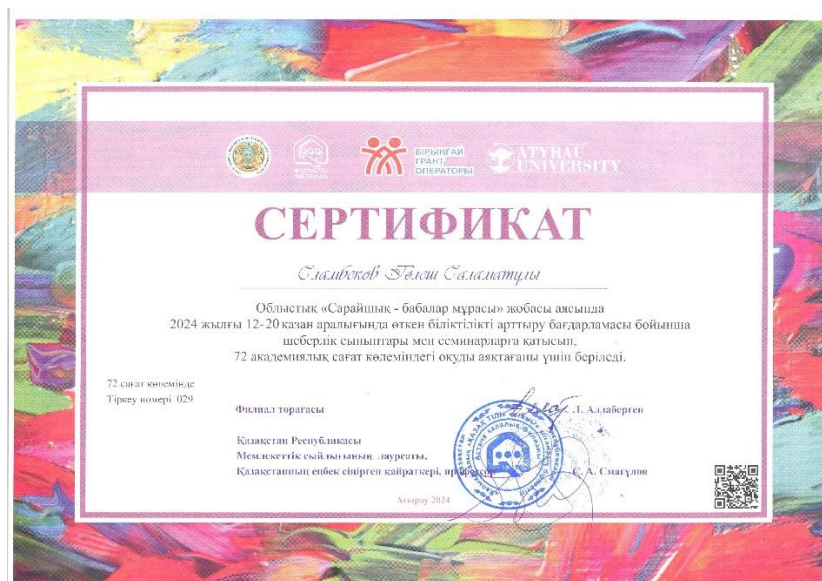 БІРЫҢҒАЙ
ГРАНТ
ОПЕРАТОРЫ
ATYRAU
UNIVERSITY
СЕРТИФИКАТ
Сламбеков Төлеш Саламатұлы
Облыстық «Сарайшық - бабалар мұрасы» жобасы аясында
2024 жылғы 12-20 қазан аралығында өткен біліктілікті арттыру бағдарламасы бойынша
шеберлік сыныптары мен семинарларға қатысып,
72 академиялық сағат көлеміндегі оқуды аяқтағаны үшін беріледі.
72 сағат көлемінде
Тіркеу номері 029
Филиал төрағасы
Л. Алдаберген
Қазақстан Республикасы
Мемлекеттік сыйлығының лауреаты,
Қазақстанның еңбек сіңірген қайраткері, профессор
С. А. Смағұлов
Атырау 2024